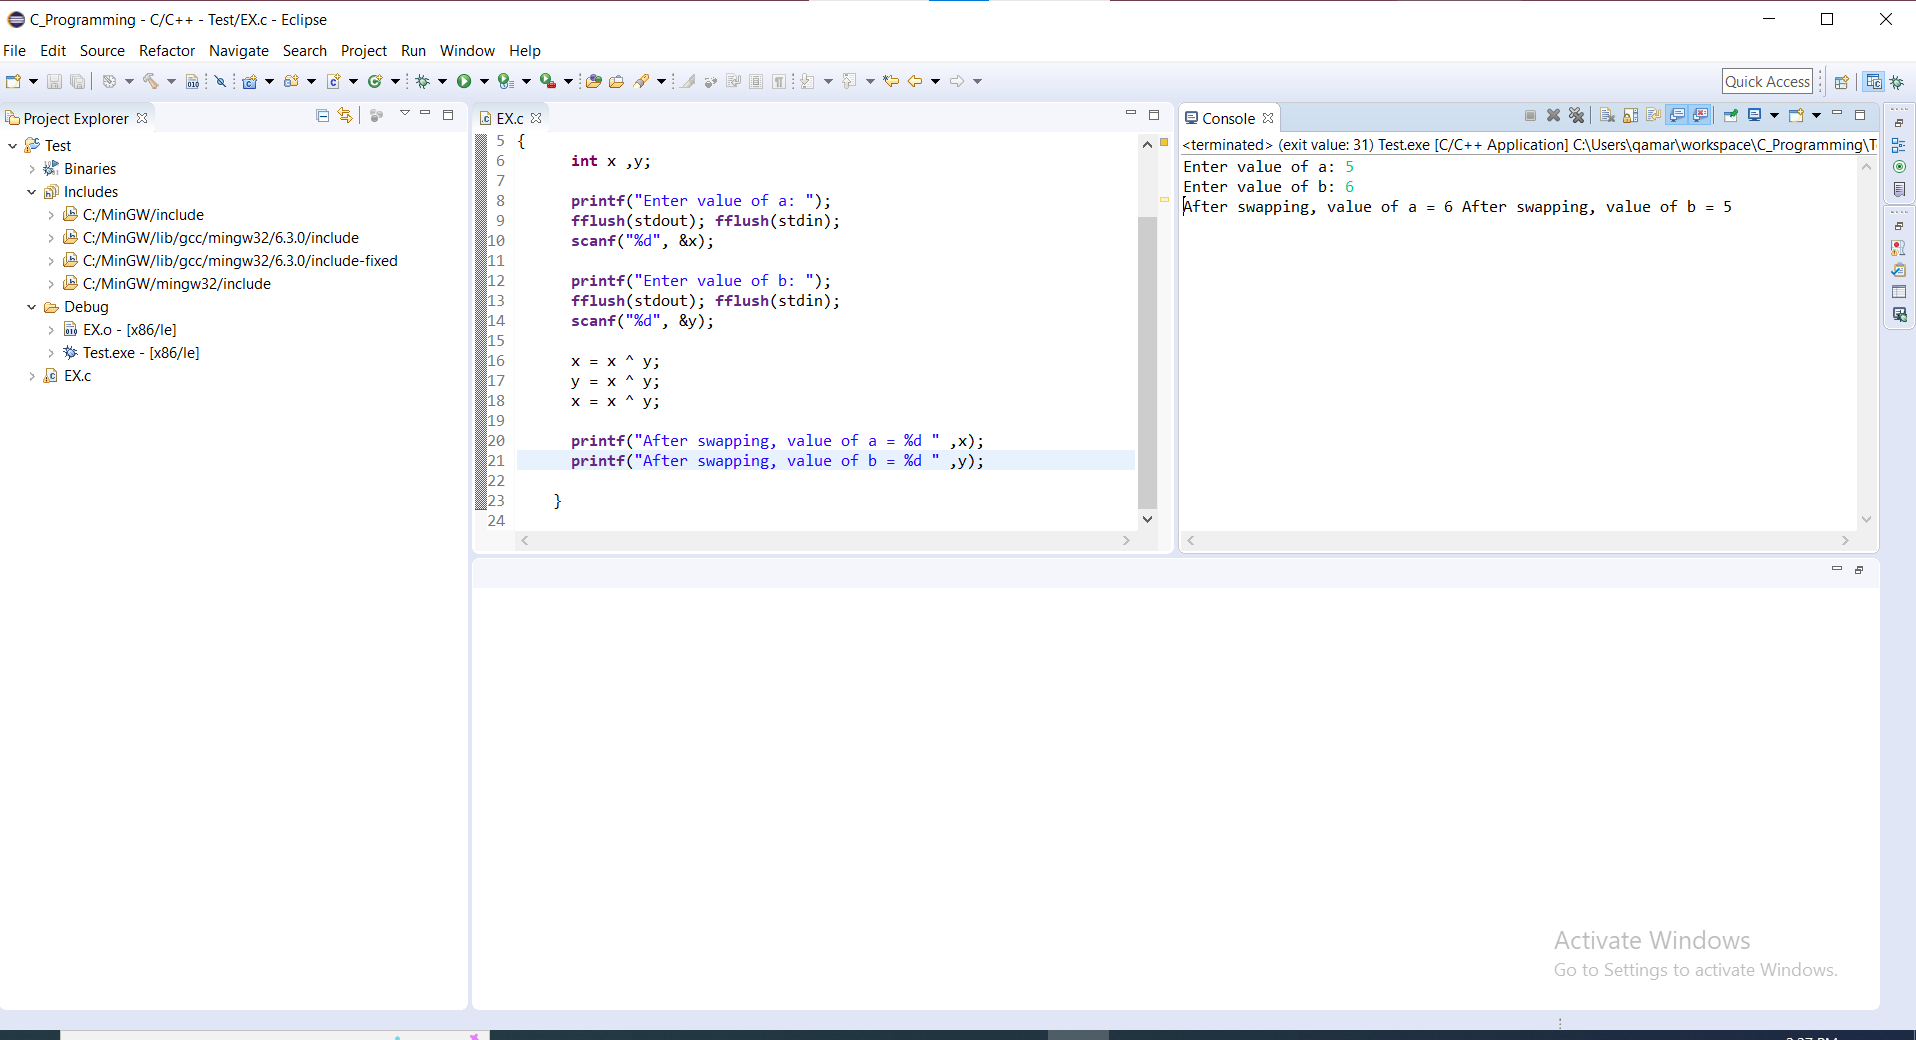 C_Programming - C/C++ - Test/EX.c - Eclipse
File Edit Source Refactor Navigate Search Project Run Window Help
Quick Access
Project Explorer
Test
Binaries
Includes
C:/MinGW/include
C:/MinGW/lib/gcc/mingw32/6.3.0/include
C:/MinGW/lib/gcc/mingw32/6.3.0/include-fixed
C:/MinGW/mingw32/include
Debug
EX.o - [x86/le]
Test.exe - [x86/le]
EX.c
EX.c
5 {
6 int x ,y;
7
8 printf("Enter value of a: ");
9 fflush(stdout); fflush(stdin);
10 scanf("%d", &x);
11
12 printf("Enter value of b: ");
13 fflush(stdout); fflush(stdin);
14 scanf("%d", &y);
15
16 x = x ^ y;
17 y = x ^ y;
18 x = x ^ y;
19
20 printf("After swapping, value of a = %d " ,x);
21 printf("After swapping, value of b = %d " ,y);
22
23 }
24
Console
<terminated> (exit value: 31) Test.exe [C/C++ Application] C:\Users\qamar\workspace\C_Programming\T
Enter value of a: 5
Enter value of b: 6
After swapping, value of a = 6 After swapping, value of b = 5
Activate Windows
Go to Settings to activate Windows.